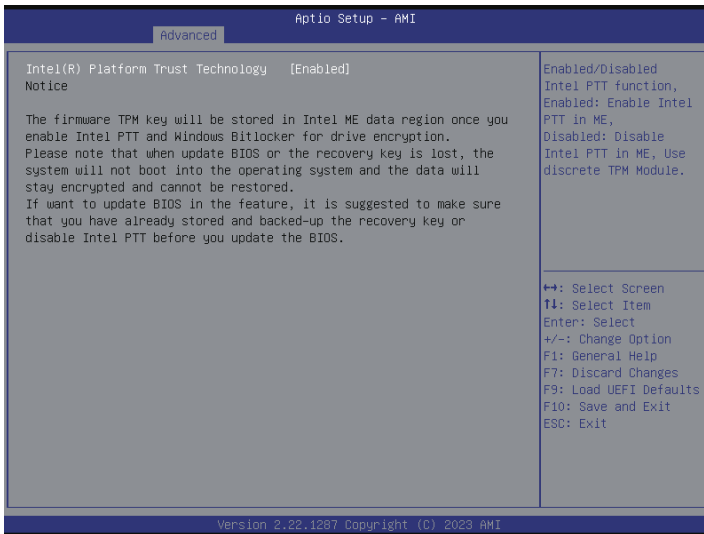 Aptio Setup – AMI
Advanced
Intel(R) Platform Trust Technology [Enabled]
Notice
The firmware TPM key will be stored in Intel ME data region once you
enable Intel PTT and Windows Bitlocker for drive encryption.
Please note that when update BIOS or the recovery key is lost, the
system will not boot into the operating system and the data will
stay encrypted and cannot be restored.
If want to update BIOS in the feature, it is suggested to make sure
that you have already stored and backed-up the recovery key or
disable Intel PTT before you update the BIOS.
Enabled/Disabled
Intel PTT function,
Enabled: Enable Intel
PTT in ME,
Disabled: Disable
Intel PTT in ME, Use
discrete TPM Module.
↔: Select Screen
↑↓: Select Item
Enter: Select
+/-: Change Option
F1: General Help
F7: Discard Changes
F9: Load UEFI Defaults
F10: Save and Exit
ESC: Exit
Version 2.22.1287 Copyright (C) 2023 AMI